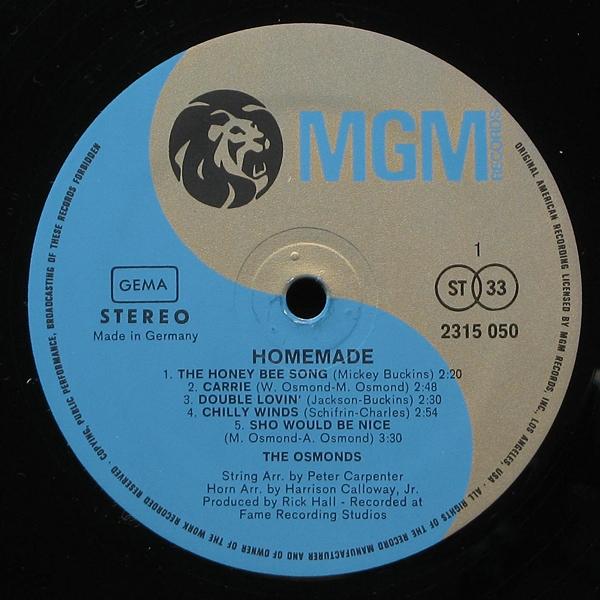 MGM
RECORDS
1
ST 33
2315 050
GEMA
STEREO
Made in Germany
HOMEMADE
1. THE HONEY BEE SONG (Mickey Buckins) 2:20
2. CARRIE (W. Osmond-M. Osmond) 2:48
3. DOUBLE LOVIN' (Jackson-Buckins) 2:30
4. CHILLY WINDS (Schifrin-Charles) 2:54
5. SHO WOULD BE NICE
(M. Osmond-A. Osmond) 3:30
THE OSMONDS
String Arr. by Peter Carpenter
Horn Arr. by Harrison Calloway, Jr.
Produced by Rick Hall - Recorded at
Fame Recording Studios
ORIGINAL AMERICAN RECORDING LICENSED BY MGM RECORDS, INC., LOS ANGELES, USA · ALL RIGHTS OF THE RECORD MANUFACTURER AND OF OWNER OF THE WORK RECORDED RESERVED · COPYING, PUBLIC PERFORMANCE, BROADCASTING OF THESE RECORDS FORBIDDEN